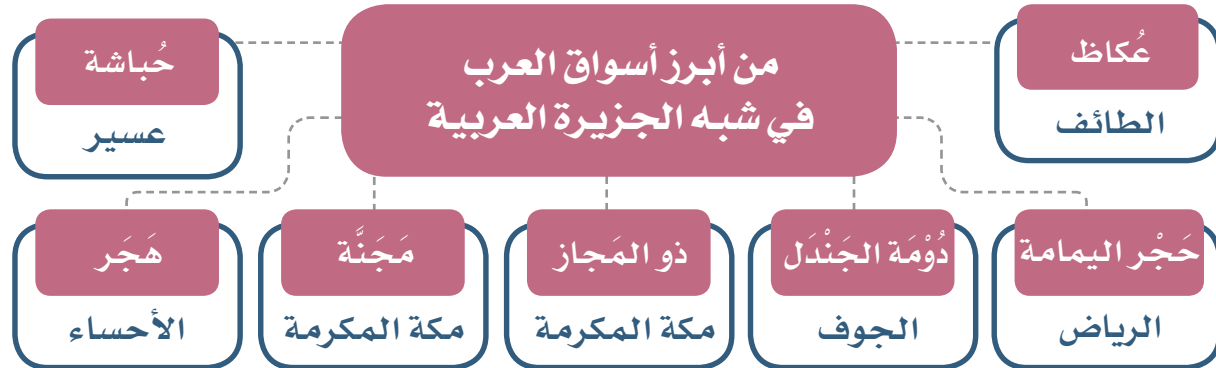 من أبرز أسواق العرب
في شبه الجزيرة العربية
عُكاظ
الطائف
حُباشة
عسير
حَجْر اليمامة
الرياض
دُوْمَة الجَنْدَل
الجوف
ذو المَجاز
مكة المكرمة
مَجَنَّة
مكة المكرمة
هَجَر
الأحساء